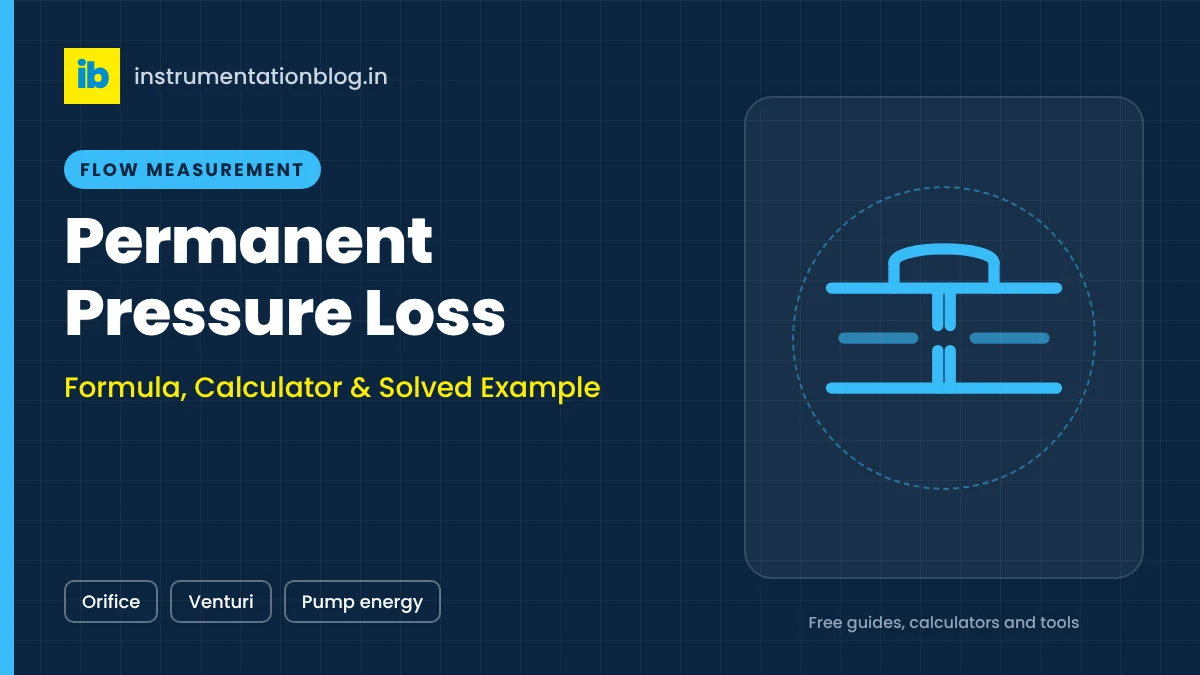 ib
instrumentationblog.in
FLOW MEASUREMENT
Permanent
Pressure Loss
Formula, Calculator & Solved Example
Orifice
Venturi
Pump energy
Free guides, calculators and tools